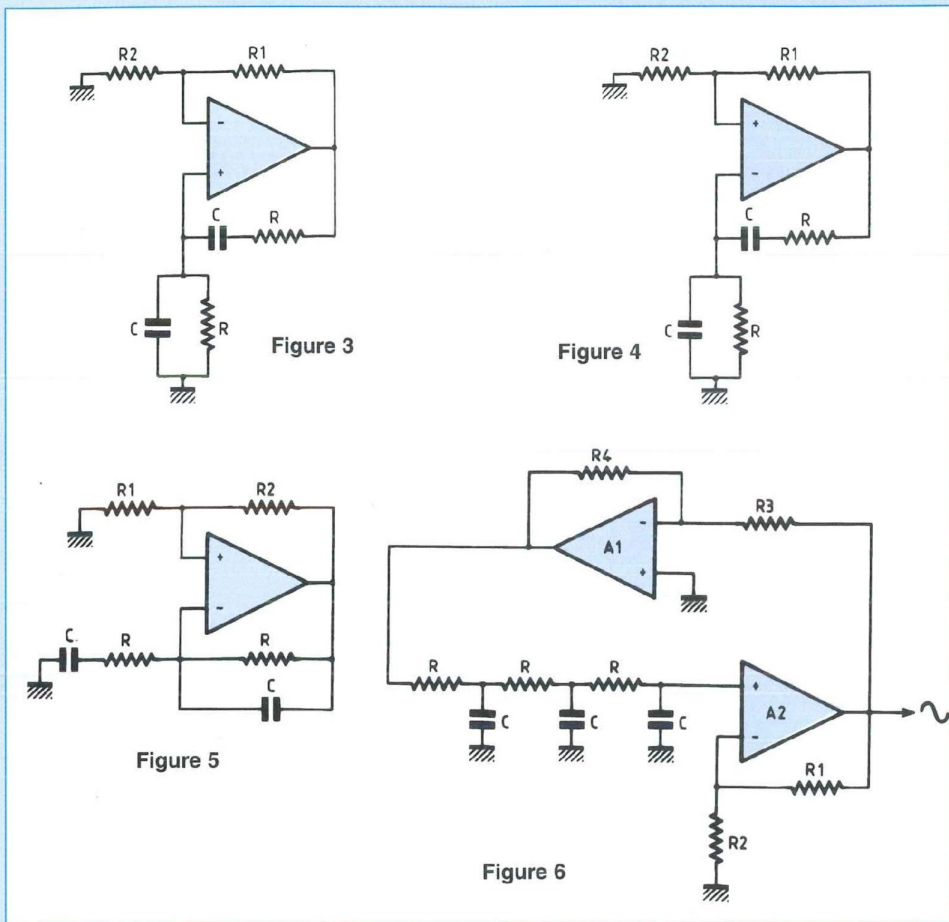 R2 R1
- +
C R
C R
Figure 3
R2 R1
+ -
C R
C R
Figure 4
R1 R2
+ -
C R R
C
Figure 5
R4
R3
- +
A1
R R R
C C C
+ -
A2
R1
R2
Figure 6